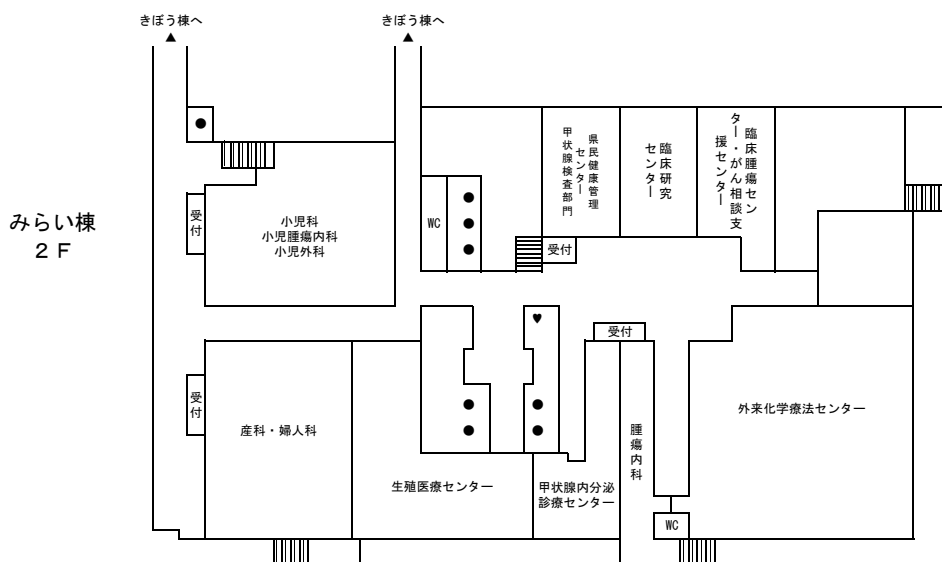 きぼう棟へ
きぼう棟へ
みらい棟
２Ｆ
受付
小児科
小児腫瘍内科
小児外科
WC
県民健康管理
センター
甲状腺検査部門
受付
臨床研究
センター
臨床腫瘍セン
ター・がん相談支
援センター
受付
受付
産科・婦人科
生殖医療センター
甲状腺内分泌
診療センター
腫瘍内科
外来化学療法センター
WC